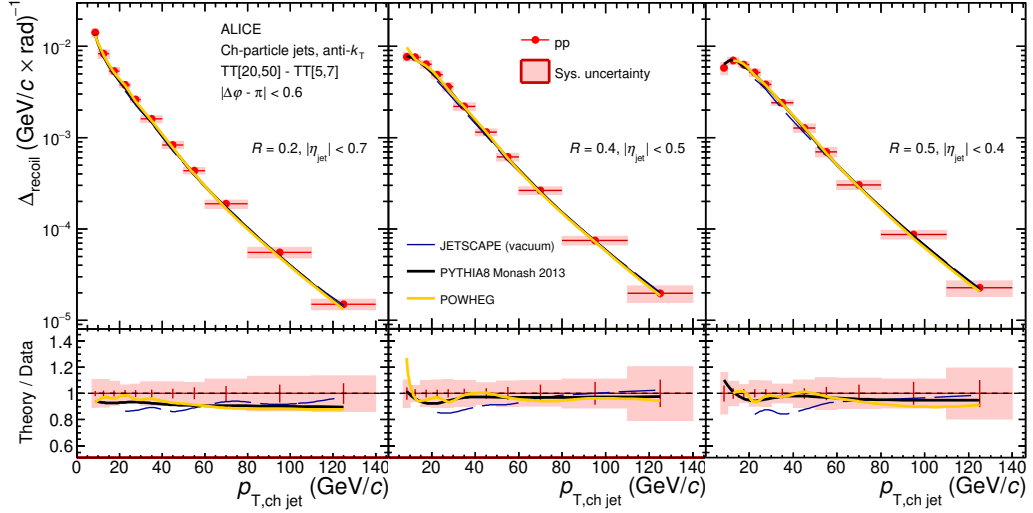 Δrecoil (GeV/c × rad)⁻¹
10⁻²
10⁻³
10⁻⁴
10⁻⁵
ALICE
Ch-particle jets, anti-kT
TT[20,50] - TT[5,7]
|Δφ - π| < 0.6
R = 0.2, |ηjet| < 0.7
pp
Sys. uncertainty
R = 0.4, |ηjet| < 0.5
JETSCAPE (vacuum)
PYTHIA8 Monash 2013
POWHEG
R = 0.5, |ηjet| < 0.4
Theory / Data
1.4
1.2
1
0.8
0.6
0 20 40 60 80 100 120 140
20 40 60 80 100 120 140
20 40 60 80 100 120 140
pT,ch jet (GeV/c)
pT,ch jet (GeV/c)
pT,ch jet (GeV/c)